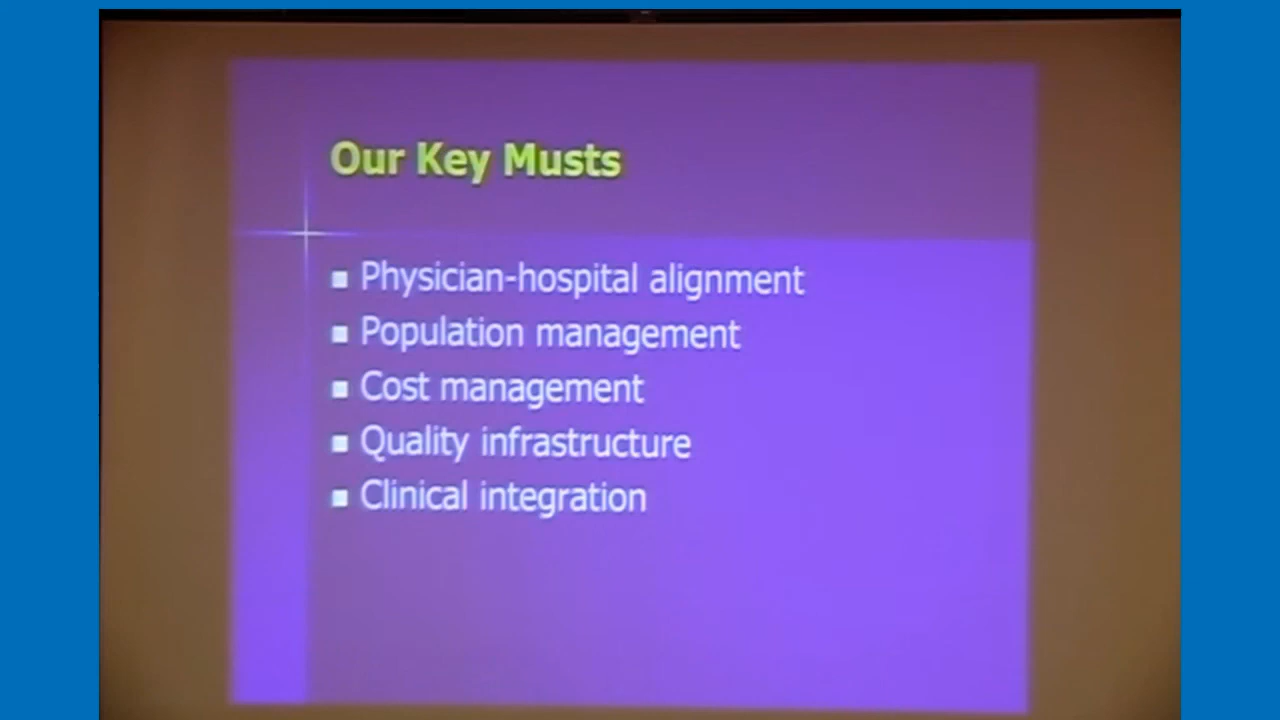 Our Key Musts
Physician-hospital alignment
Population management
Cost management
Quality infrastructure
Clinical integration